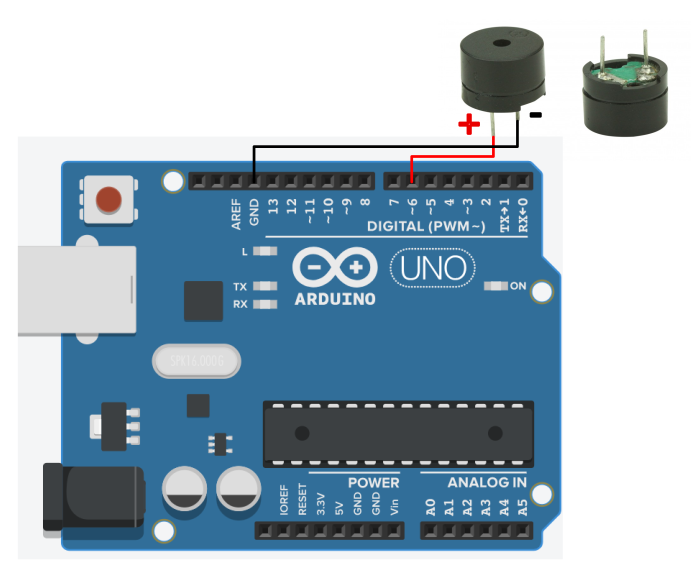 + -
AREF
GND
13
12
~11
~10
~9
8
7
~6
~5
4
~3
2
TX→1
RX←0
DIGITAL (PWM~)
L
TX
RX
- +
UNO
ARDUINO
ON
POWER
ANALOG IN
IOREF
RESET
3.3V
5V
GND
GND
Vin
A0
A1
A2
A3
A4
A5